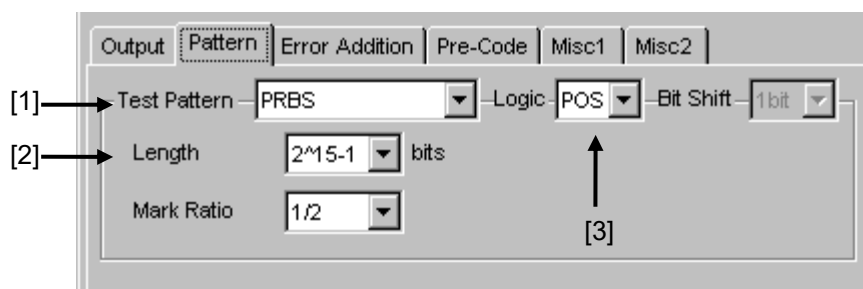 Output Pattern Error Addition Pre-Code Misc1 Misc2
[1] Test Pattern PRBS Logic POS Bit Shift 1bit
[2] Length 2^15-1 bits
Mark Ratio 1/2
[3]